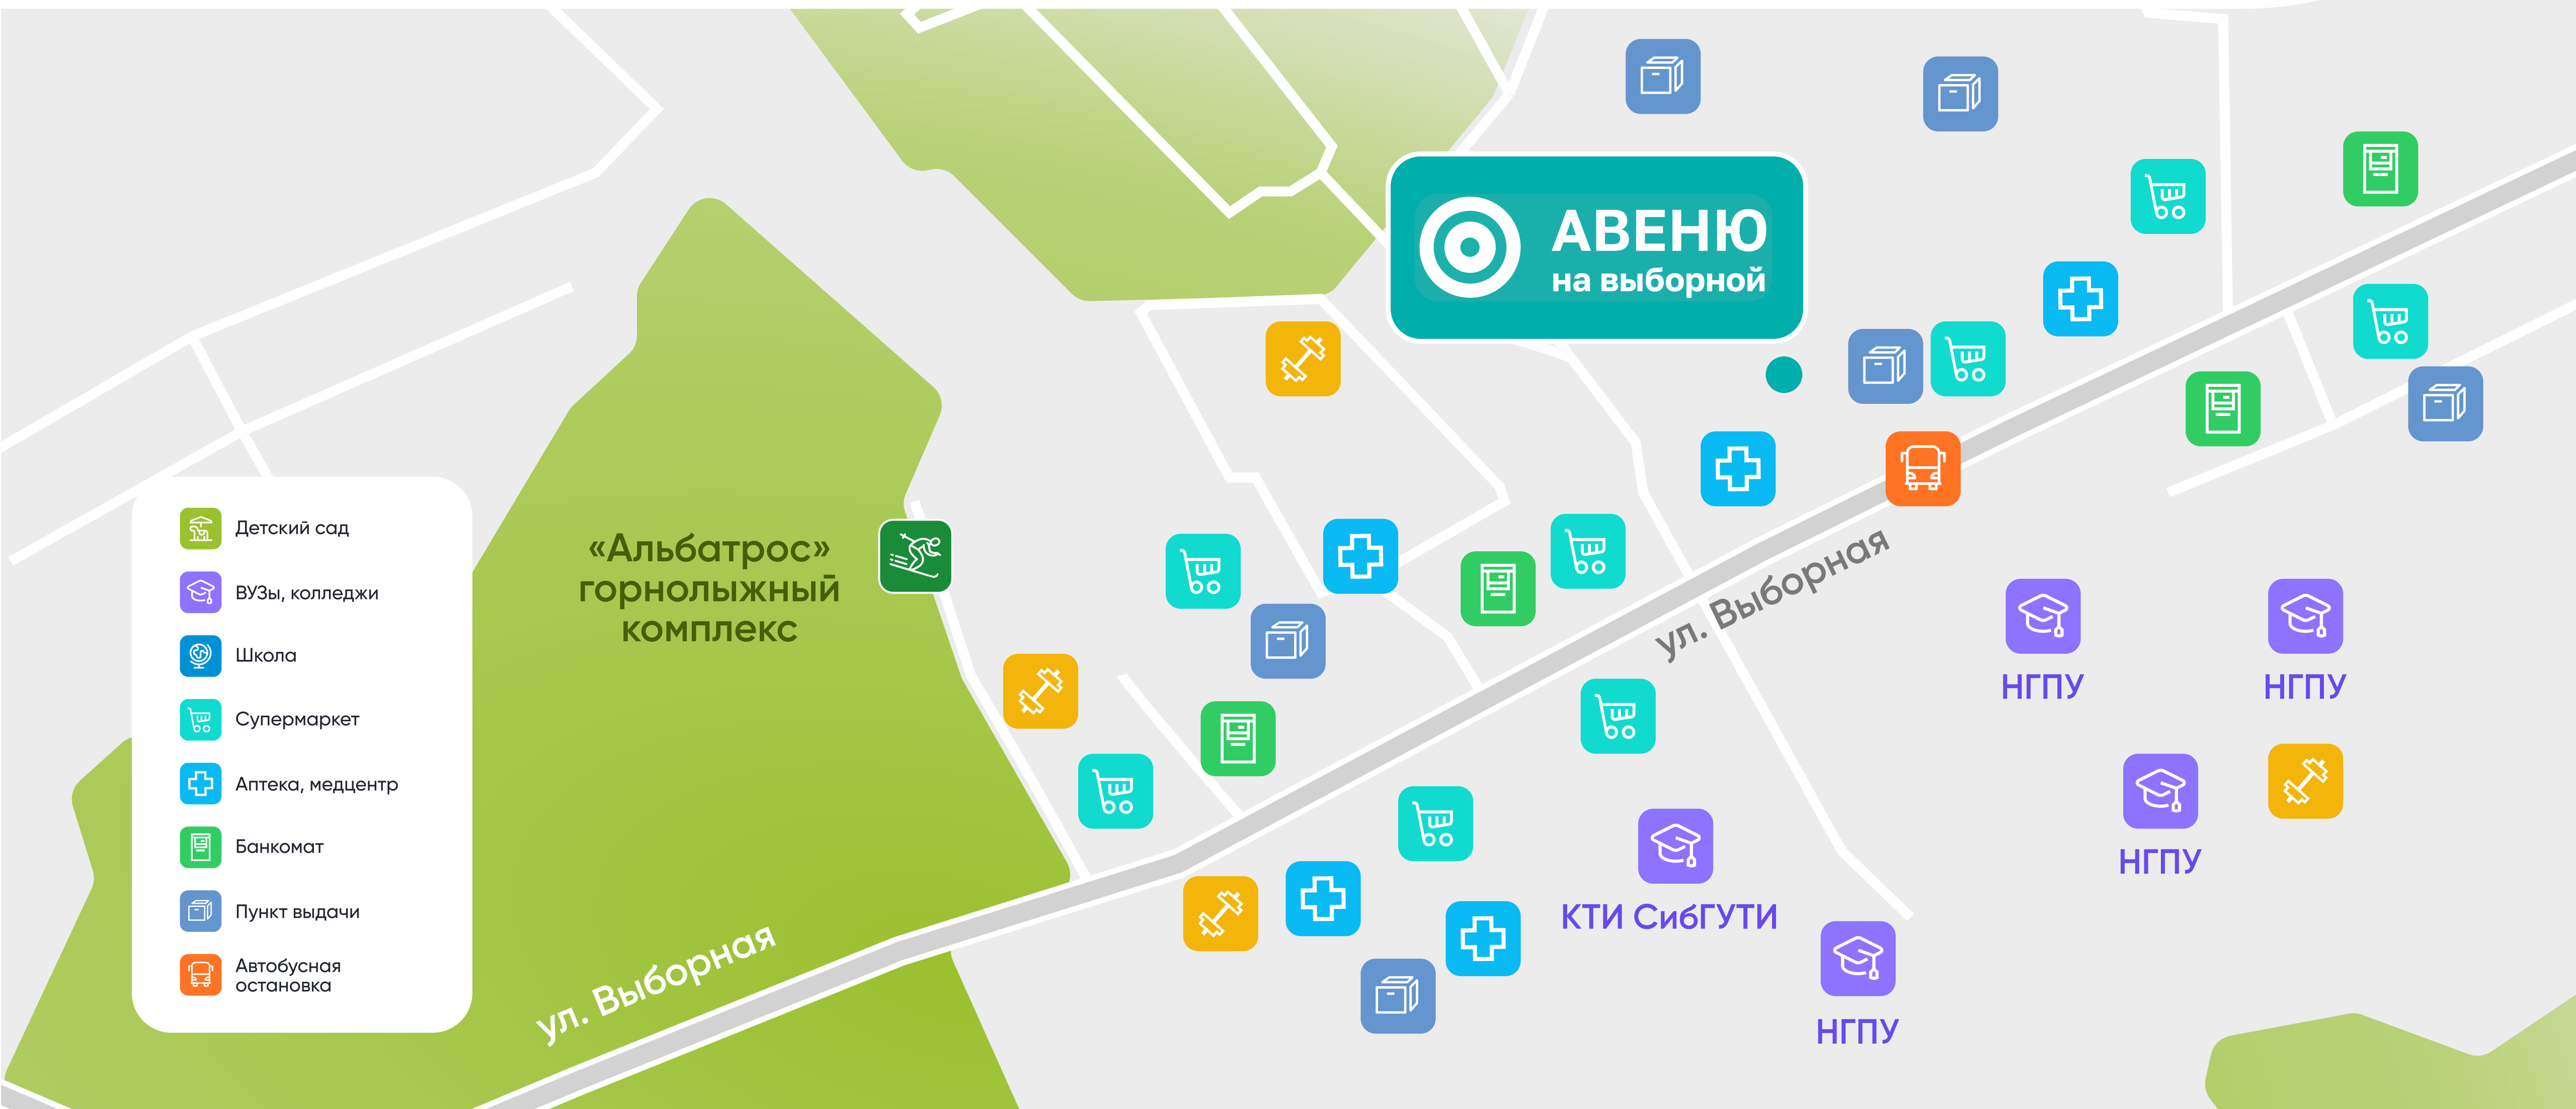 АВЕНЮ
на выборной
«Альбатрос»
горнолыжный
комплекс
Детский сад
ВУЗы, колледжи
Школа
Супермаркет
Аптека, медцентр
Банкомат
Пункт выдачи
Автобусная
остановка
ул. Выборная
ул. Выборная
НГПУ
НГПУ
НГПУ
КТИ СибГУТИ
НГПУ